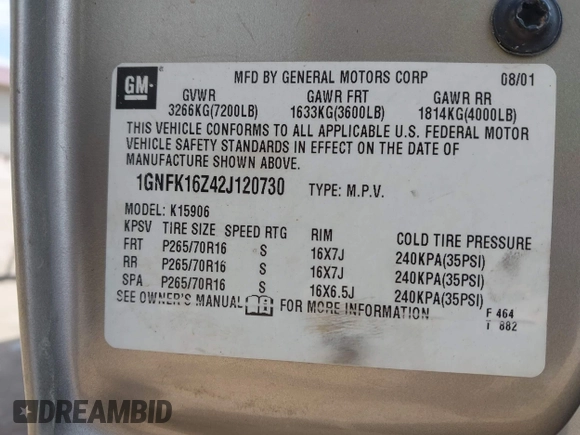 GM
MFD BY GENERAL MOTORS CORP 08/01
GVWR GAWR FRT GAWR RR
3266KG(7200LB) 1633KG(3600LB) 1814KG(4000LB)
THIS VEHICLE CONFORMS TO ALL APPLICABLE U.S. FEDERAL MOTOR
VEHICLE SAFETY STANDARDS IN EFFECT ON THE DATE OF
MANUFACTURE SHOWN ABOVE.
1GNFK16Z42J120730 TYPE: M.P.V.
MODEL: K15906
KPSV TIRE SIZE SPEED RTG RIM COLD TIRE PRESSURE
FRT P265/70R16 S 16X7J 240KPA(35PSI)
RR P265/70R16 S 16X7J 240KPA(35PSI)
SPA P265/70R16 S 16X6.5J 240KPA(35PSI)
SEE OWNER'S MANUAL FOR MORE INFORMATION
F 464
T 882
DREAMBID